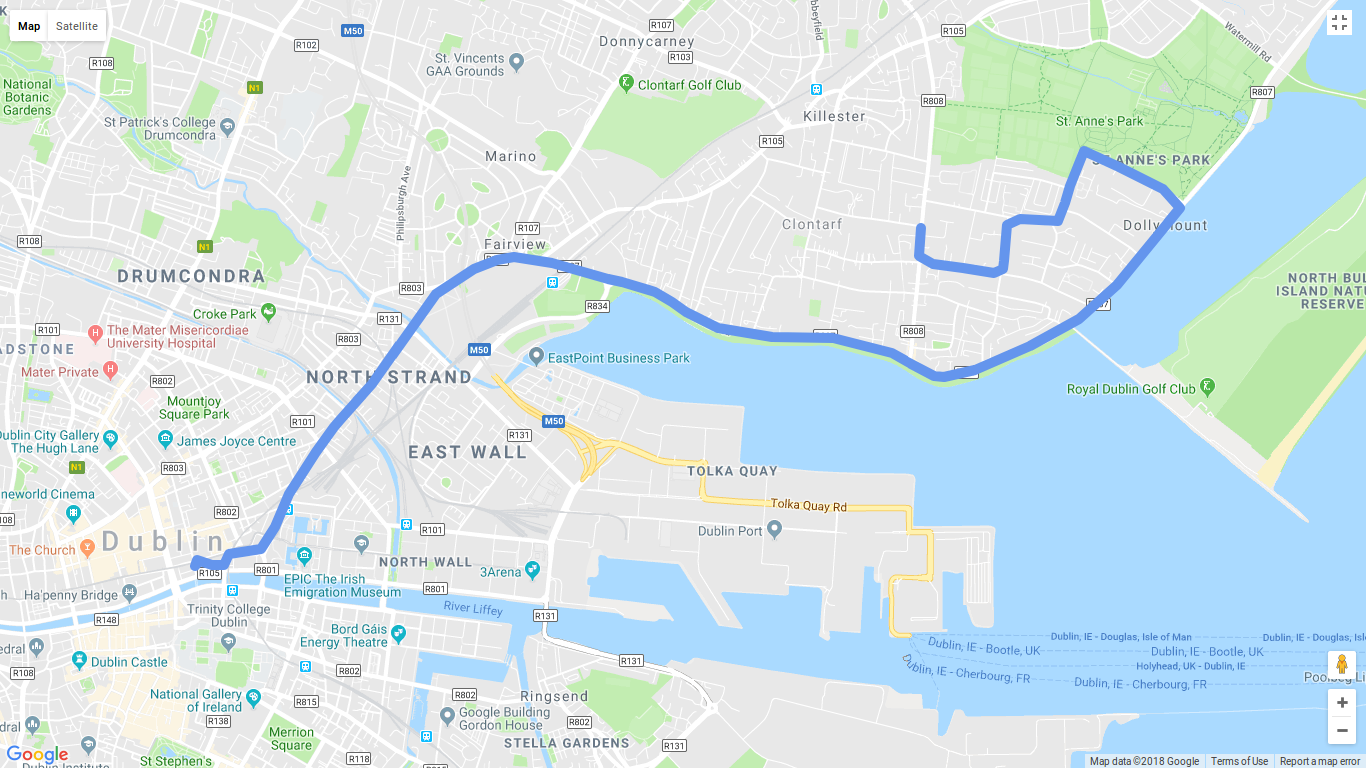 Map
Satellite
M50
R107
R105
Watermill Rd
R102
Donnycarney
R103
R108
St. Vincents
GAA Grounds
National
Botanic
Gardens
N1
Clontarf Golf Club
R808
R807
St Patrick's College
Drumcondra
Killester
St. Anne's Park
R105
Marino
ANNE'S PARK
Philipsburgh Ave
R108
N1
R107
Fairview
Clontarf
DRUMCONDRA
R803
R834
NORTH BUL
ISLAND NATU
RESERVE
Croke Park
R131
R101
The Mater Misericordiae
University Hospital
R803
R808
ADSTONE
M50
EastPoint Business Park
Mater Private
R802
NORTH STRAND
Royal Dublin Golf Club
Mountjoy
Square Park
R101
M50
Dublin City Gallery
The Hugh Lane
James Joyce Centre
R131
EAST WALL
N1
R803
TOLKA QUAY
neworld Cinema
Tolka Quay Rd
R802
R101
Dublin Port
The Church
Dublin
NORTH WALL
R105
R801
3Arena
EPIC The Irish
Emigration Museum
R801
Ha'penny Bridge
River Liffey
Trinity College
Dublin
R131
R148
Bord Gáis
Energy Theatre
Dublin, IE - Douglas, Isle of Man
Dublin, IE - Douglas, Isl
Dublin, IE - Bootle, UK
Dublin, IE - Bootle, UK
Dublin Castle
R131
Holyhead, UK - Dublin, IE
R108
R802
Dublin, IE - Cherbourg, FR
Dublin, IE - Cherbourg, FR
Poolbeg Li
National Gallery
of Ireland
R815
R802
Ringsend
R138
Google Building
Gordon House
R802
Merrion
Square
STELLA GARDENS
R131
Google
St Stephen's
R118
Map data ©2018 Google
Terms of Use
Report a map error